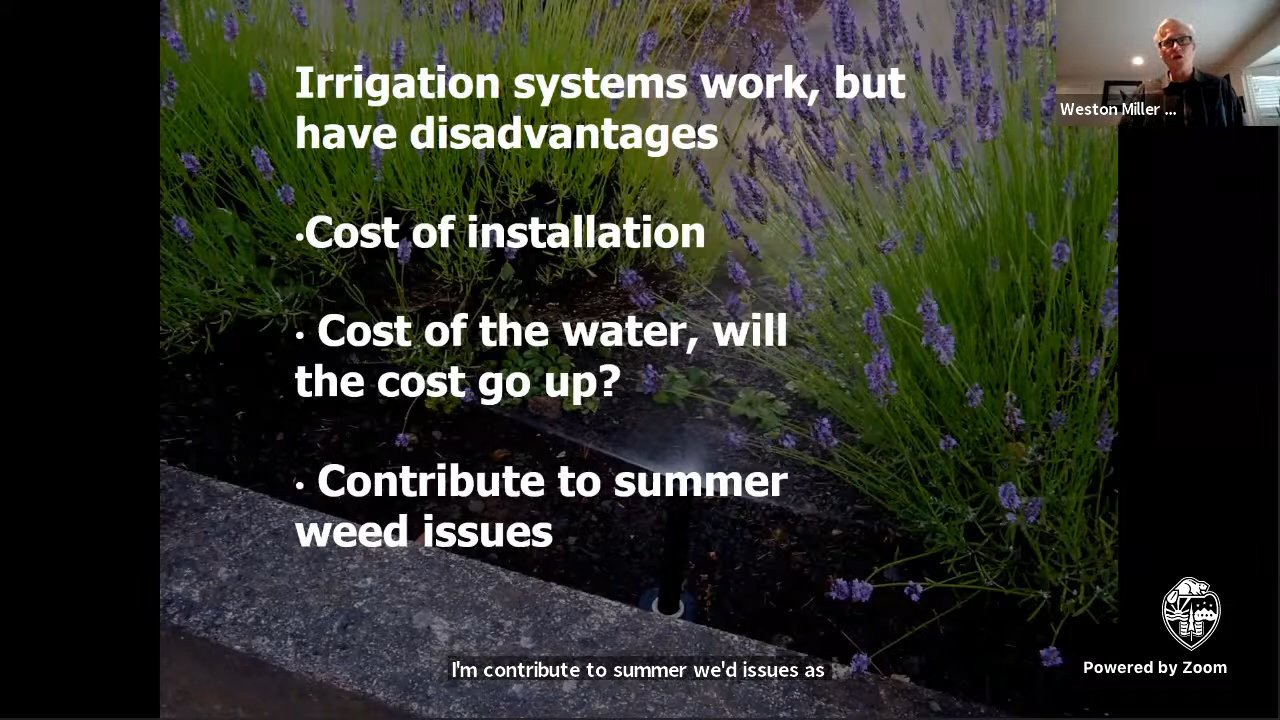 Irrigation systems work, but
have disadvantages
•Cost of installation
• Cost of the water, will
the cost go up?
• Contribute to summer
weed issues
Weston Miller ...
I'm contribute to summer we'd issues as
Powered by Zoom